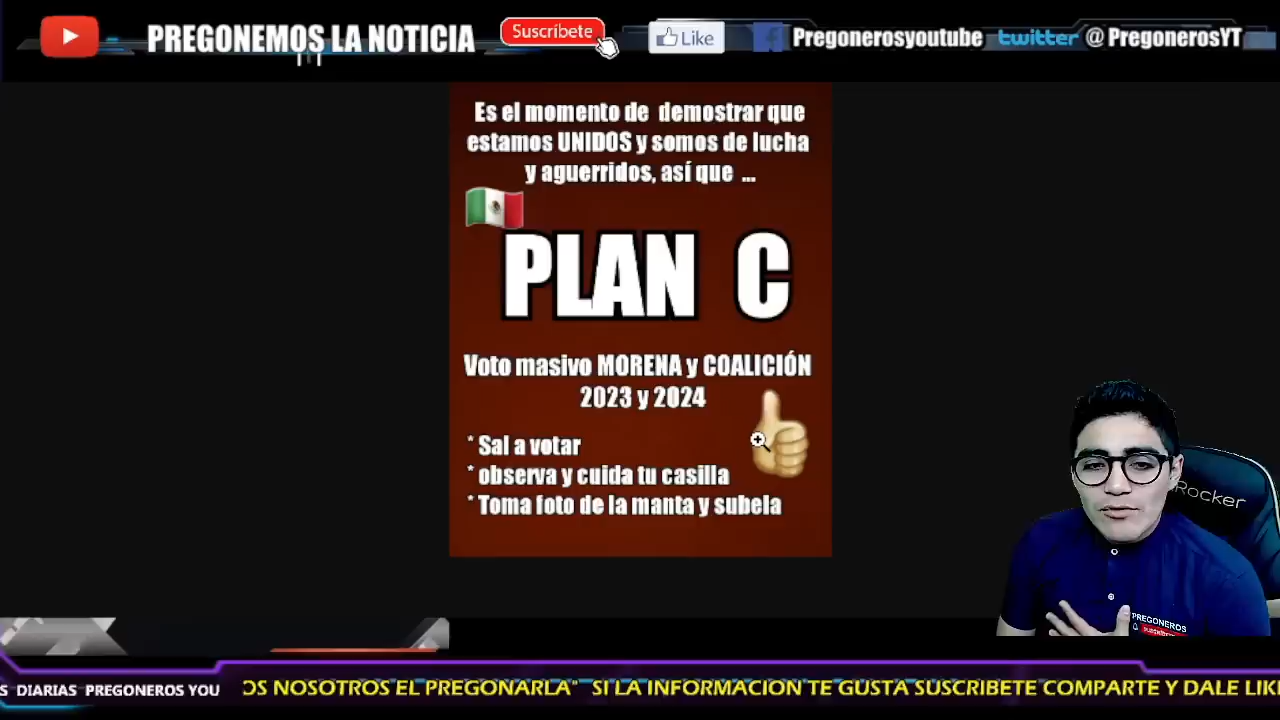 PREGONEMOS LA NOTICIA
Suscríbete
Like
f Pregonerosyoutube
twitter @PregonerosYT
Es el momento de demostrar que
estamos UNIDOS y somos de lucha
y aguerridos, así que ...
PLAN C
Voto masivo MORENA y COALICIÓN
2023 y 2024
* Sal a votar
* observa y cuida tu casilla
* Toma foto de la manta y subela
Rocker
PREGONEROS
S DIARIAS PREGONEROS YOU
OS NOSOTROS EL PREGONARLA" SI LA INFORMACION TE GUSTA SUSCRIBETE COMPARTE Y DALE LIKE